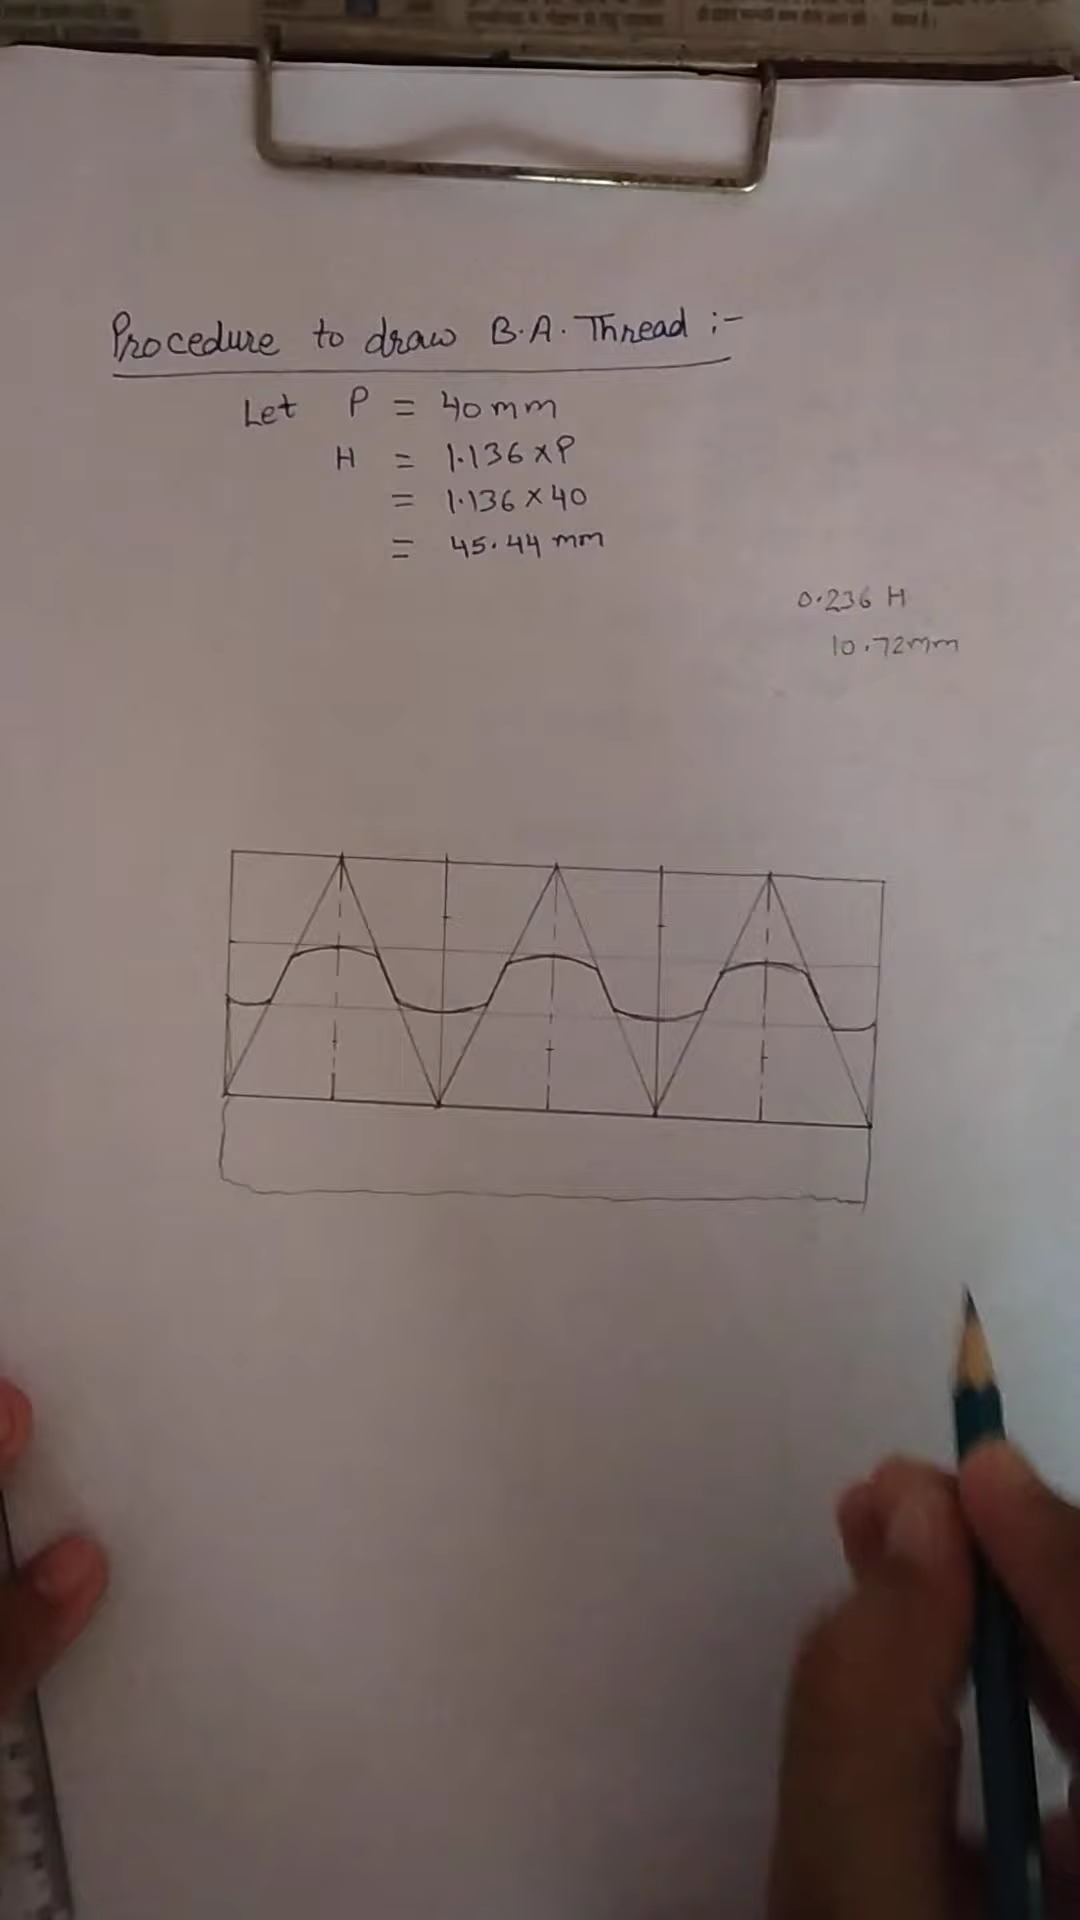 Procedure to draw B.A. Thread :-
Let P = 40 mm
H = 1.136 × P
= 1.136 × 40
= 45.44 mm
0.236 H
10.72mm